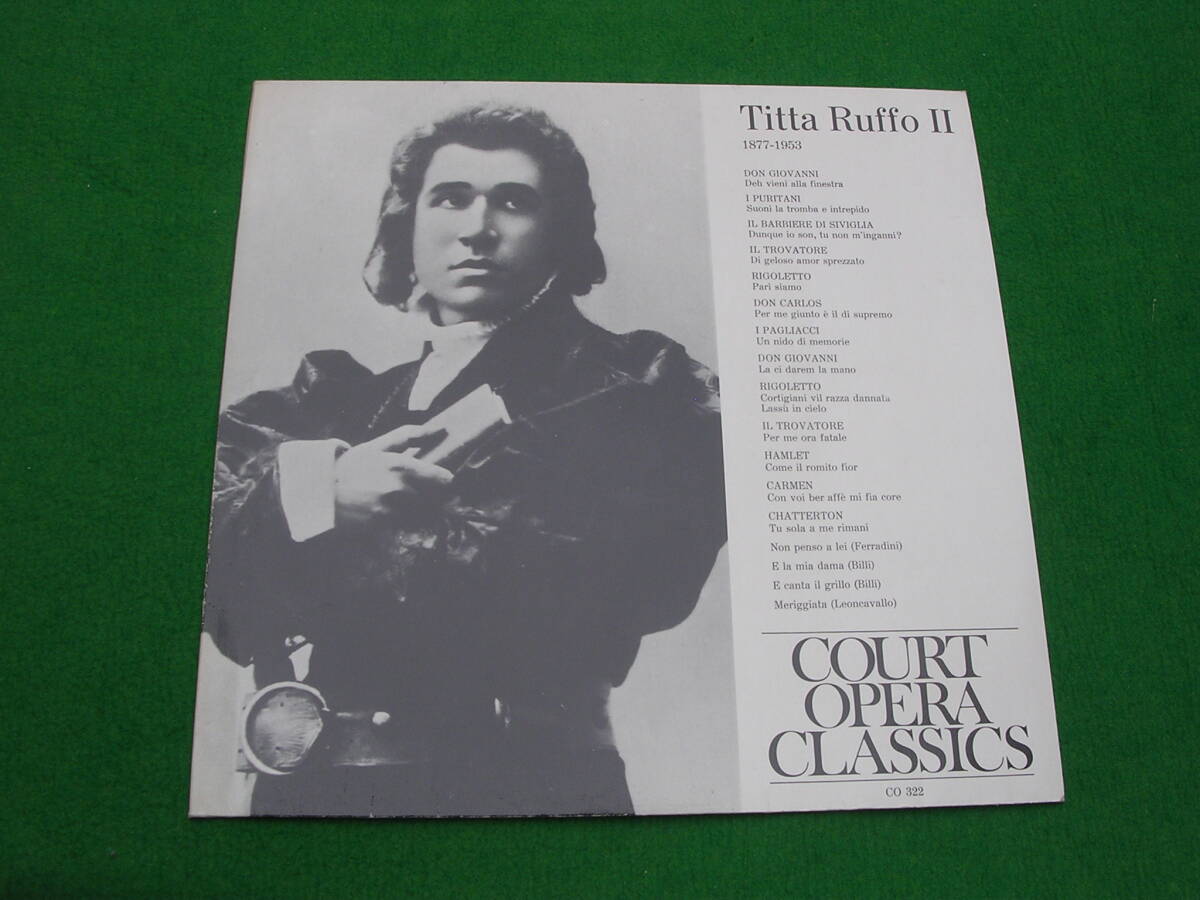 Titta Ruffo II
1877-1953
DON GIOVANNI
Deh vieni alla finestra
I PURITANI
Suoni la tromba e intrepido
IL BARBIERE DI SIVIGLIA
Dunque io son, tu non m'inganni?
IL TROVATORE
Di geloso amor sprezzato
RIGOLETTO
Pari siamo
DON CARLOS
Per me giunto è il di supremo
I PAGLIACCI
Un nido di memorie
DON GIOVANNI
La ci darem la mano
RIGOLETTO
Cortigiani vil razza dannata
Lassù in cielo
IL TROVATORE
Per me ora fatale
HAMLET
Come il romito fior
CARMEN
Con voi ber affè mi fia core
CHATTERTON
Tu sola a me rimani
Non penso a lei (Ferradini)
E la mia dama (Billi)
E canta il grillo (Billi)
Meriggiata (Leoncavallo)
COURT
OPERA
CLASSICS
CO 322